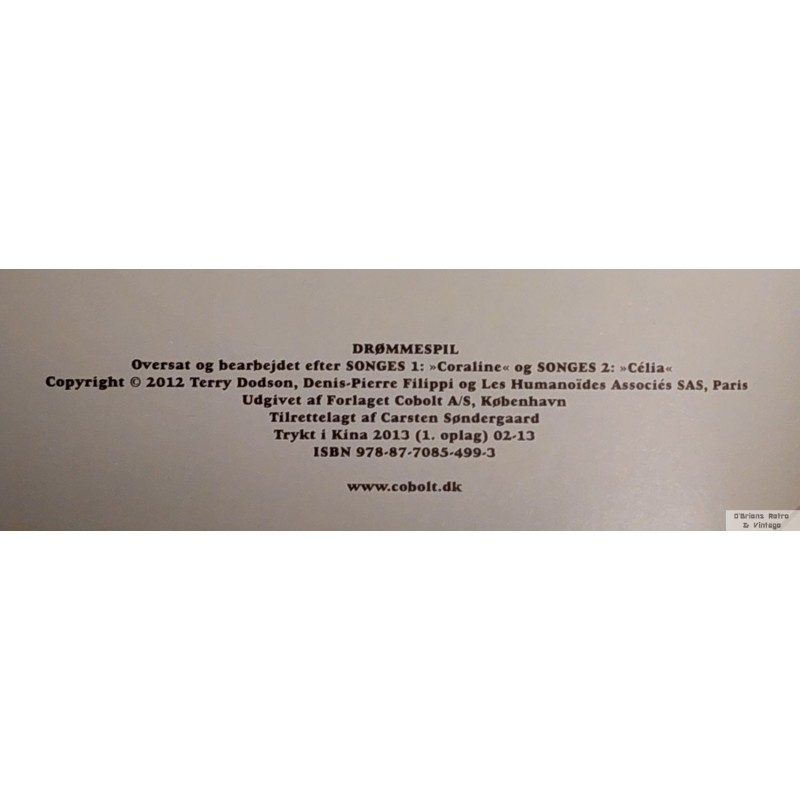 DRØMMESPIL
Oversat og bearbejdet efter SONGES 1: »Coraline« og SONGES 2: »Célia«
Copyright © 2012 Terry Dodson, Denis-Pierre Filippi og Les Humanoïdes Associés SAS, Paris
Udgivet af Forlaget Cobolt A/S, København
Tilrettelagt af Carsten Søndergaard
Trykt i Kina 2013 (1. oplag) 02-13
ISBN 978-87-7085-499-3
www.cobolt.dk
O'Briens Retro
& Vintage